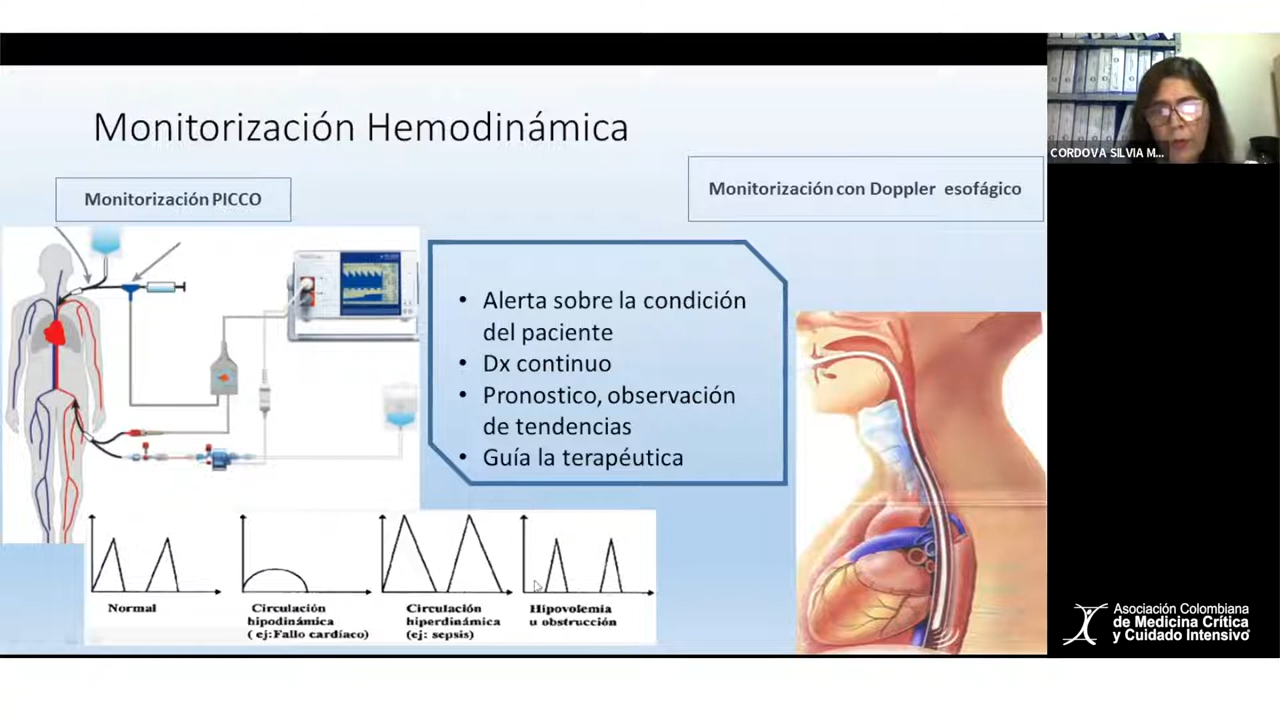 Monitorización Hemodinámica
Monitorización PICCO
Monitorización con Doppler esofágico
• Alerta sobre la condición
del paciente
• Dx continuo
• Pronostico, observación
de tendencias
• Guía la terapéutica
Normal
Circulación
hipodinámica
( ej: Fallo cardíaco)
Circulación
hiperdinámica
(ej: sepsis)
Hipovolemia
u obstrucción
CORDOVA SILVIA M...
Asociación Colombiana
de Medicina Crítica
y Cuidado Intensivo